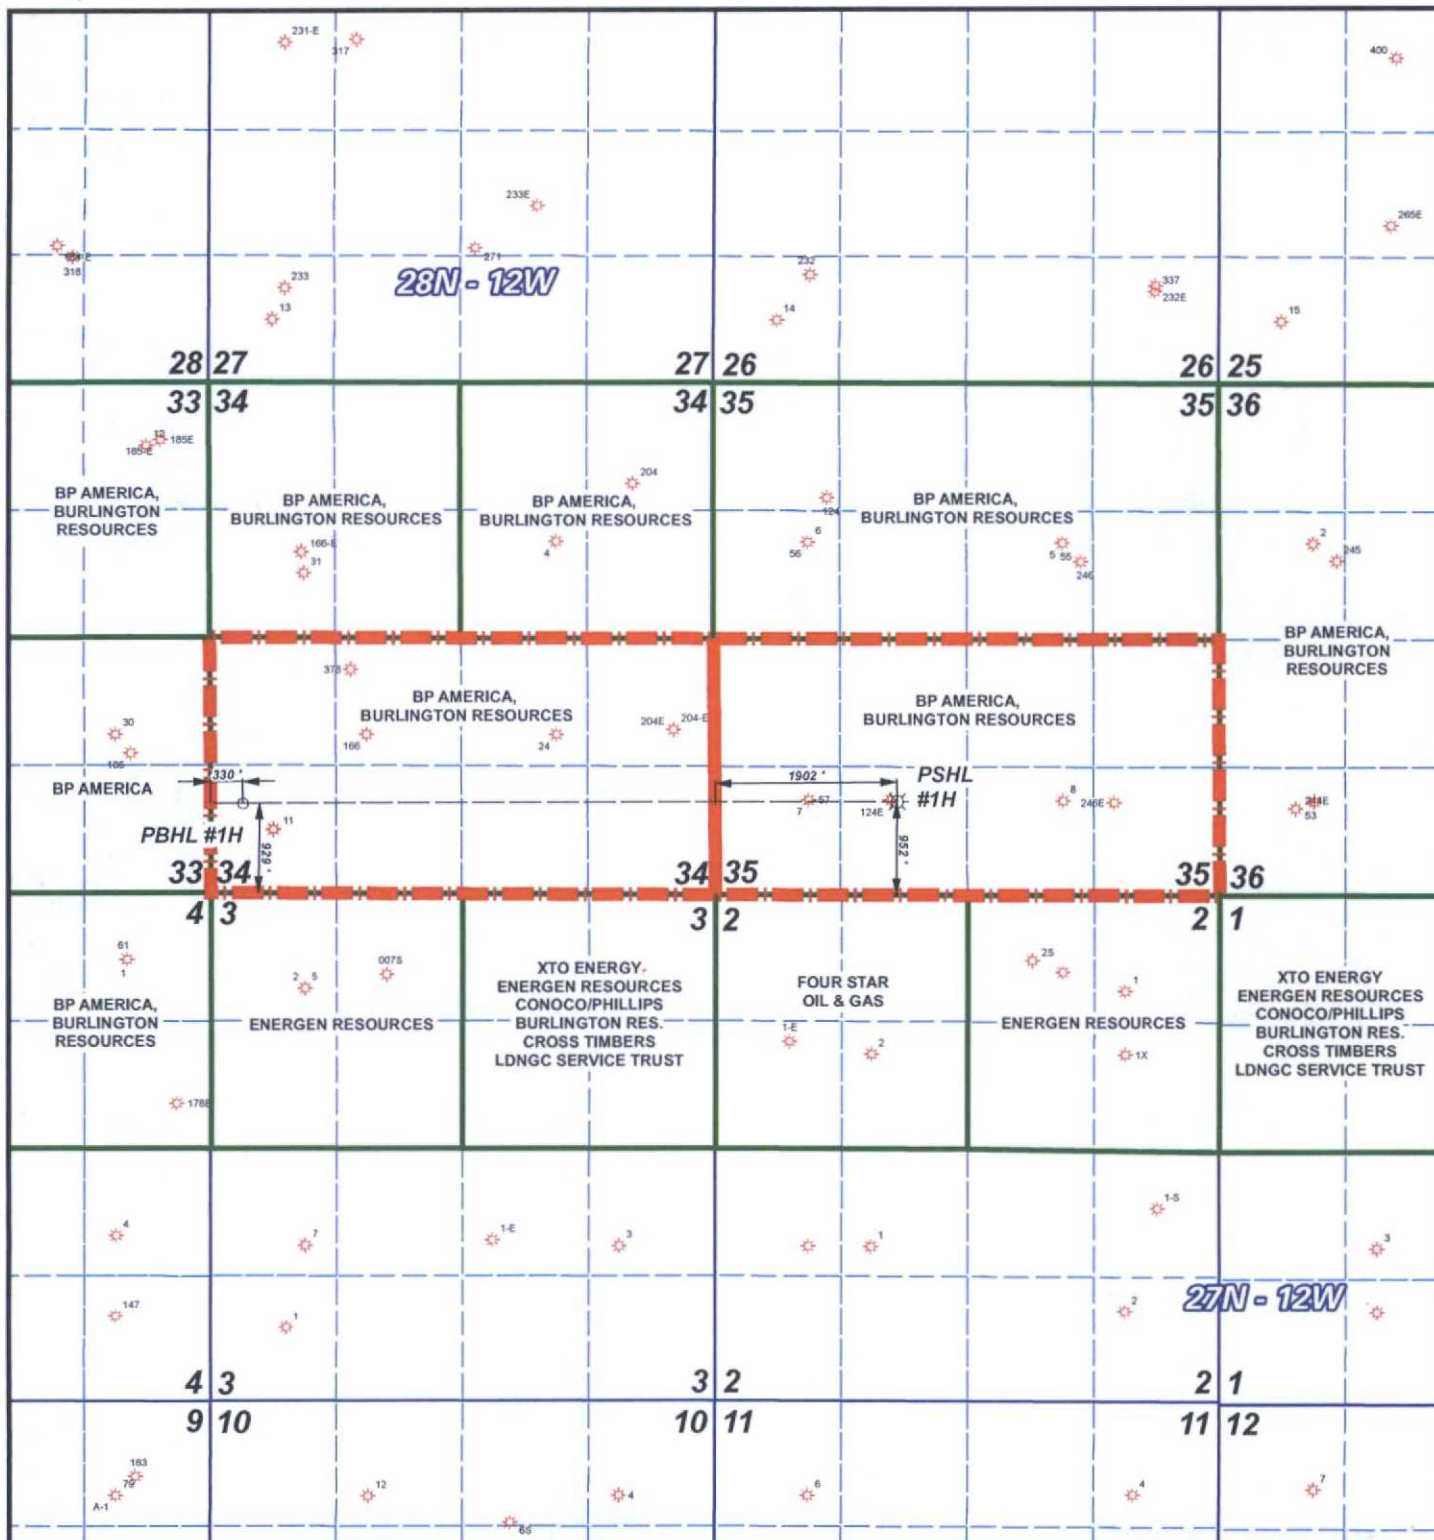 231-E
317
400
233E
265E
271
318
28N - 12W
233
13
232
14
337
232E
15
28 27
27 26
26 25
33 34
34 35
35 36
12
185-E
185E
204
BP AMERICA,
BURLINGTON
RESOURCES
BP AMERICA,
BURLINGTON RESOURCES
BP AMERICA,
BURLINGTON RESOURCES
BP AMERICA,
BURLINGTON RESOURCES
124
166-E
31
4
6
56
5
55
246
2
245
BP AMERICA,
BURLINGTON
RESOURCES
373
BP AMERICA,
BURLINGTON RESOURCES
BP AMERICA,
BURLINGTON RESOURCES
30
186
166
24
204E
204-E
BP AMERICA
330 '
1902 '
PSHL
#1H
7
57
124E
8
246E
244E
53
PBHL #1H
11
929 '
952 '
33 34
34 35
35 36
4 3
3 2
2 1
61
1
2
5
007S
2S
1
XTO ENERGY
ENERGEN RESOURCES
CONOCO/PHILLIPS
BURLINGTON RES.
CROSS TIMBERS
LDNGC SERVICE TRUST
FOUR STAR
OIL & GAS
XTO ENERGY
ENERGEN RESOURCES
CONOCO/PHILLIPS
BURLINGTON RES.
CROSS TIMBERS
LDNGC SERVICE TRUST
BP AMERICA,
BURLINGTON
RESOURCES
ENERGEN RESOURCES
ENERGEN RESOURCES
1-E
2
1X
178E
1-S
4
7
1-E
3
1
3
27N - 12W
147
1
2
4 3
3 2
2 1
9 10
10 11
11 12
183
79
A-1
12
6S
4
6
4
7